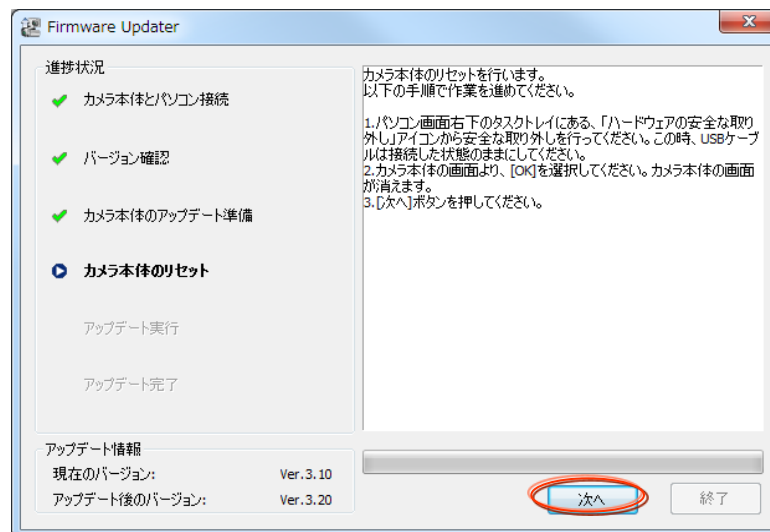 Firmware Updater
進捗状況
カメラ本体とパソコン接続
バージョン確認
カメラ本体のアップデート準備
カメラ本体のリセット
アップデート実行
アップデート完了
カメラ本体のリセットを行います。
以下の手順で作業を進めてください。
1.パソコン画面右下のタスクトレイにある、「ハードウェアの安全な取り
外し」アイコンから安全な取り外しを行ってください。この時、USBケーブ
ルは接続した状態のままにしてください。
2.カメラ本体の画面より、[OK]を選択してください。カメラ本体の画面
が消えます。
3.[次へ]ボタンを押してください。
アップデート情報
現在のバージョン: Ver.3.10
アップデート後のバージョン: Ver.3.20
次へ
終了